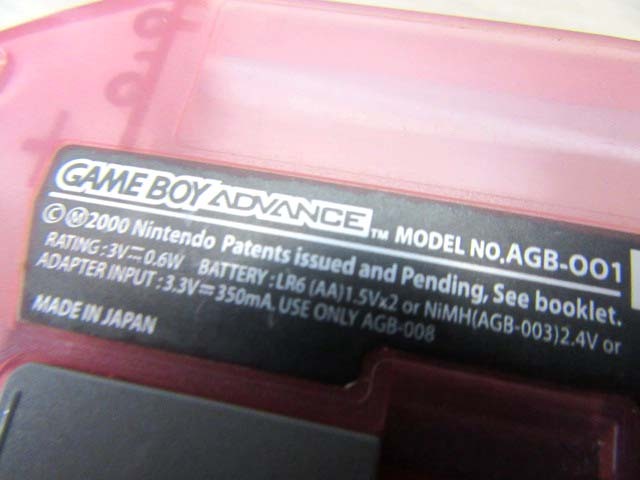 GAME BOY ADVANCE™ MODEL NO.AGB-001
©Ⓜ2000 Nintendo Patents issued and Pending, See booklet.
RATING:3V⎓0.6W BATTERY:LR6 (AA)1.5Vx2 or NiMH(AGB-003)2.4V or
ADAPTER INPUT:3.3V⎓350mA, USE ONLY AGB-008
MADE IN JAPAN